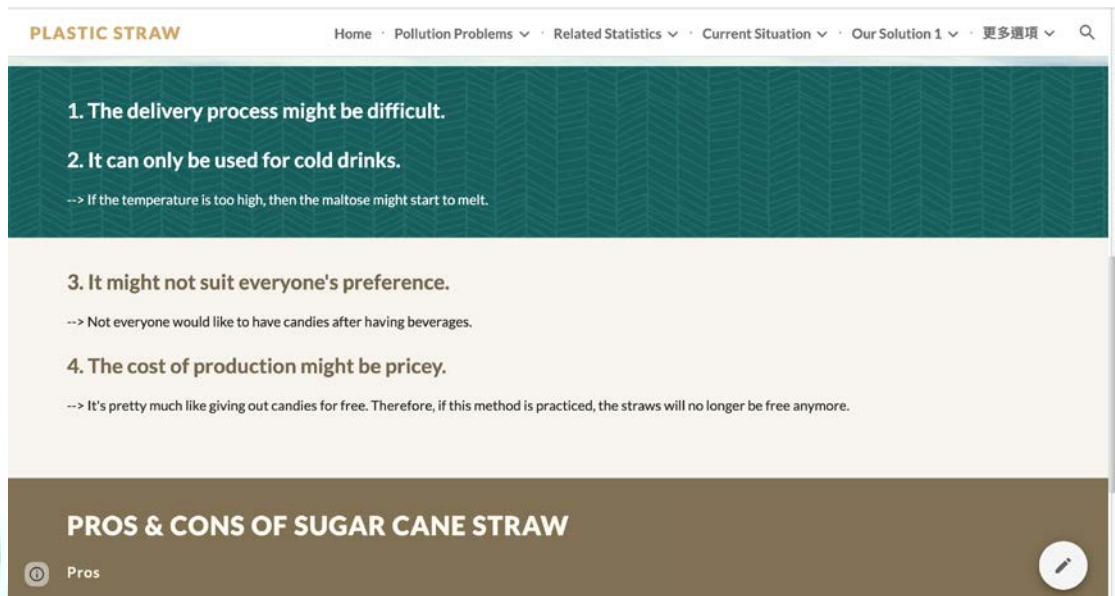 PLASTIC STRAW
Home · Pollution Problems · Related Statistics · Current Situation · Our Solution 1 · 更多選項
1. The delivery process might be difficult.
2. It can only be used for cold drinks.
--> If the temperature is too high, then the maltose might start to melt.
3. It might not suit everyone's preference.
--> Not everyone would like to have candies after having beverages.
4. The cost of production might be pricey.
--> It's pretty much like giving out candies for free. Therefore, if this method is practiced, the straws will no longer be free anymore.
PROS & CONS OF SUGAR CANE STRAW
Pros